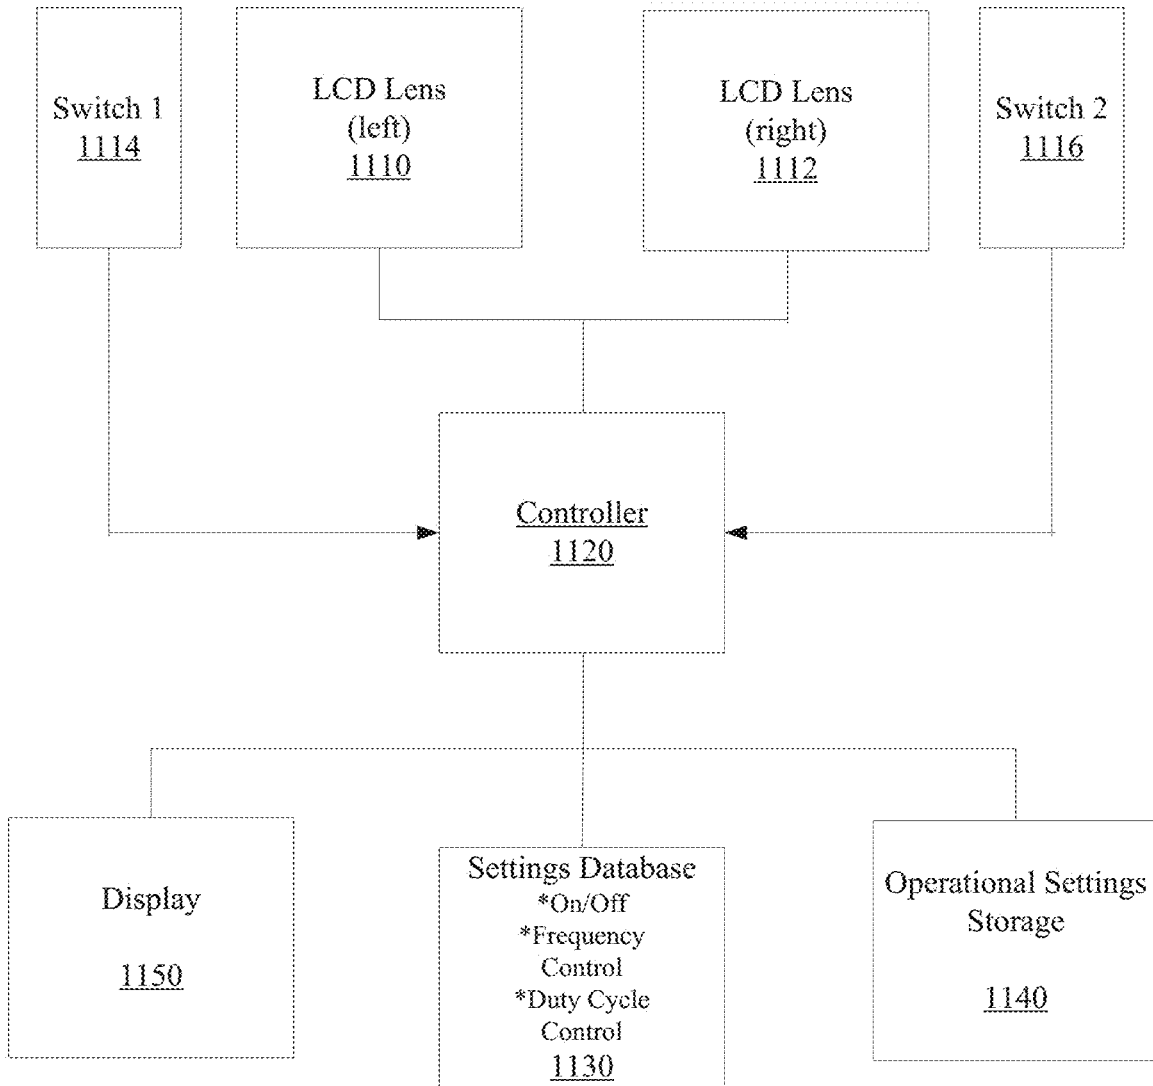 Switch 1
1114
LCD Lens
(left)
1110
LCD Lens
(right)
1112
Switch 2
1116
Controller
1120
Display
1150
Settings Database
*On/Off
*Frequency
Control
*Duty Cycle
Control
1130
Operational Settings
Storage
1140